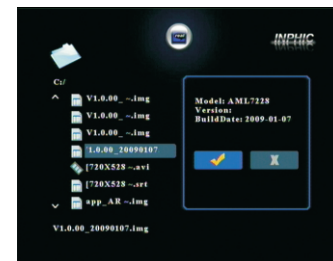 INPHIC
C:/
V1.0.00_ ~.img
V1.0.00_ ~.img
V1.0.00_ ~.img
1.0.00_20090107
[720X528 ~.avi
[720X528 ~.srt
app_AR ~.img
V1.0.00_20090107.img
Model: AML7228
Version:
BuildDate: 2009-01-07
X